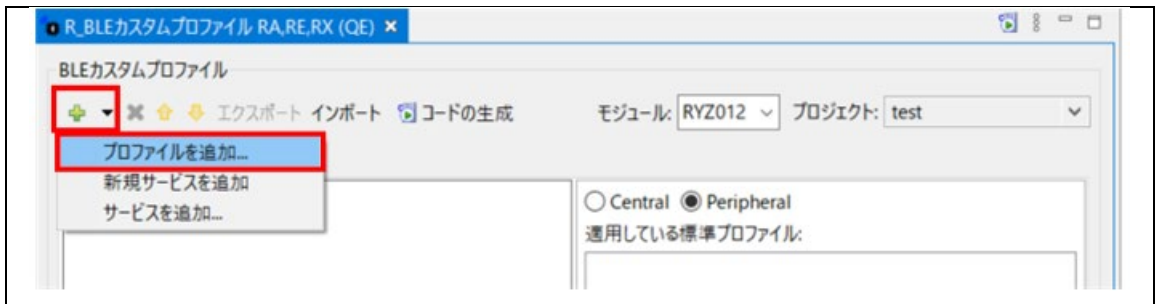 R_BLEカスタムプロファイル RA,RE,RX (QE)
BLEカスタムプロファイル
エクスポート インポート コードの生成 モジュール: RYZ012 プロジェクト: test
プロファイルを追加...
新規サービスを追加
サービスを追加...
Central Peripheral
適用している標準プロファイル: